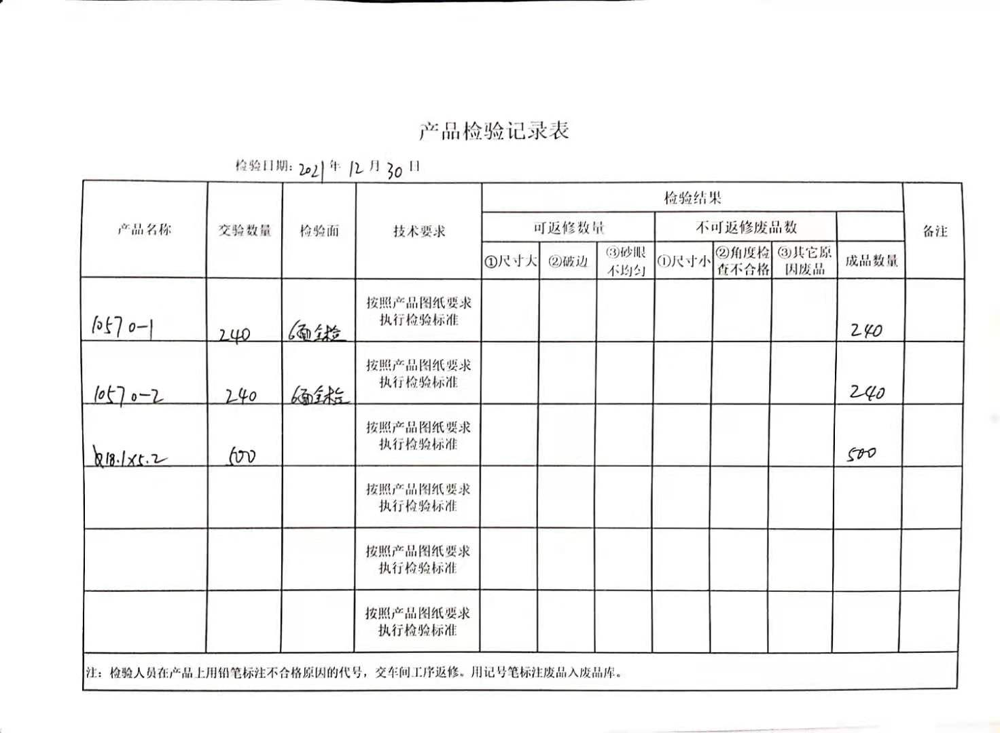 产品检验记录表
检验日期：2021年12月30日
检验结果
产品名称 交验数量 检验面 技术要求 可返修数量 不可返修废品数 备注
①尺寸大 ②破边 ③砂眼不均匀 ①尺寸小 ②角度检查不合格 ③其它原因废品 成品数量
按照产品图纸要求
执行检验标准
10570-1 240 6面全检 240
按照产品图纸要求
执行检验标准
10570-2 240 6面全检 240
按照产品图纸要求
执行检验标准
18.1×5.2 500 500
按照产品图纸要求
执行检验标准
按照产品图纸要求
执行检验标准
按照产品图纸要求
执行检验标准
注：检验人员在产品上用铅笔标注不合格原因的代号，交车间工序返修。用记号笔标注废品入废品库。